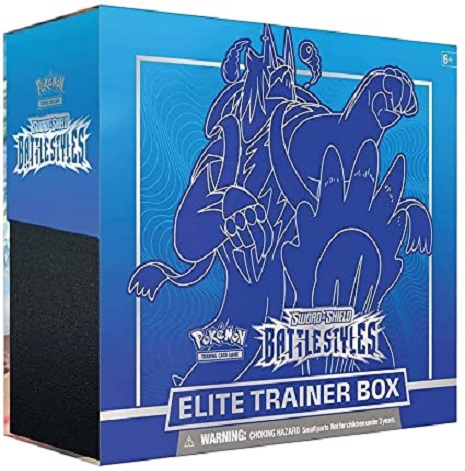 6+
Pokémon
SWORD & SHIELD
BATTLE STYLES
Pokémon
TRADING CARD GAME
SWORD & SHIELD
BATTLE STYLES
ELITE TRAINER BOX
WARNING: CHOKING HAZARD Small parts. Not for children under 3 years.